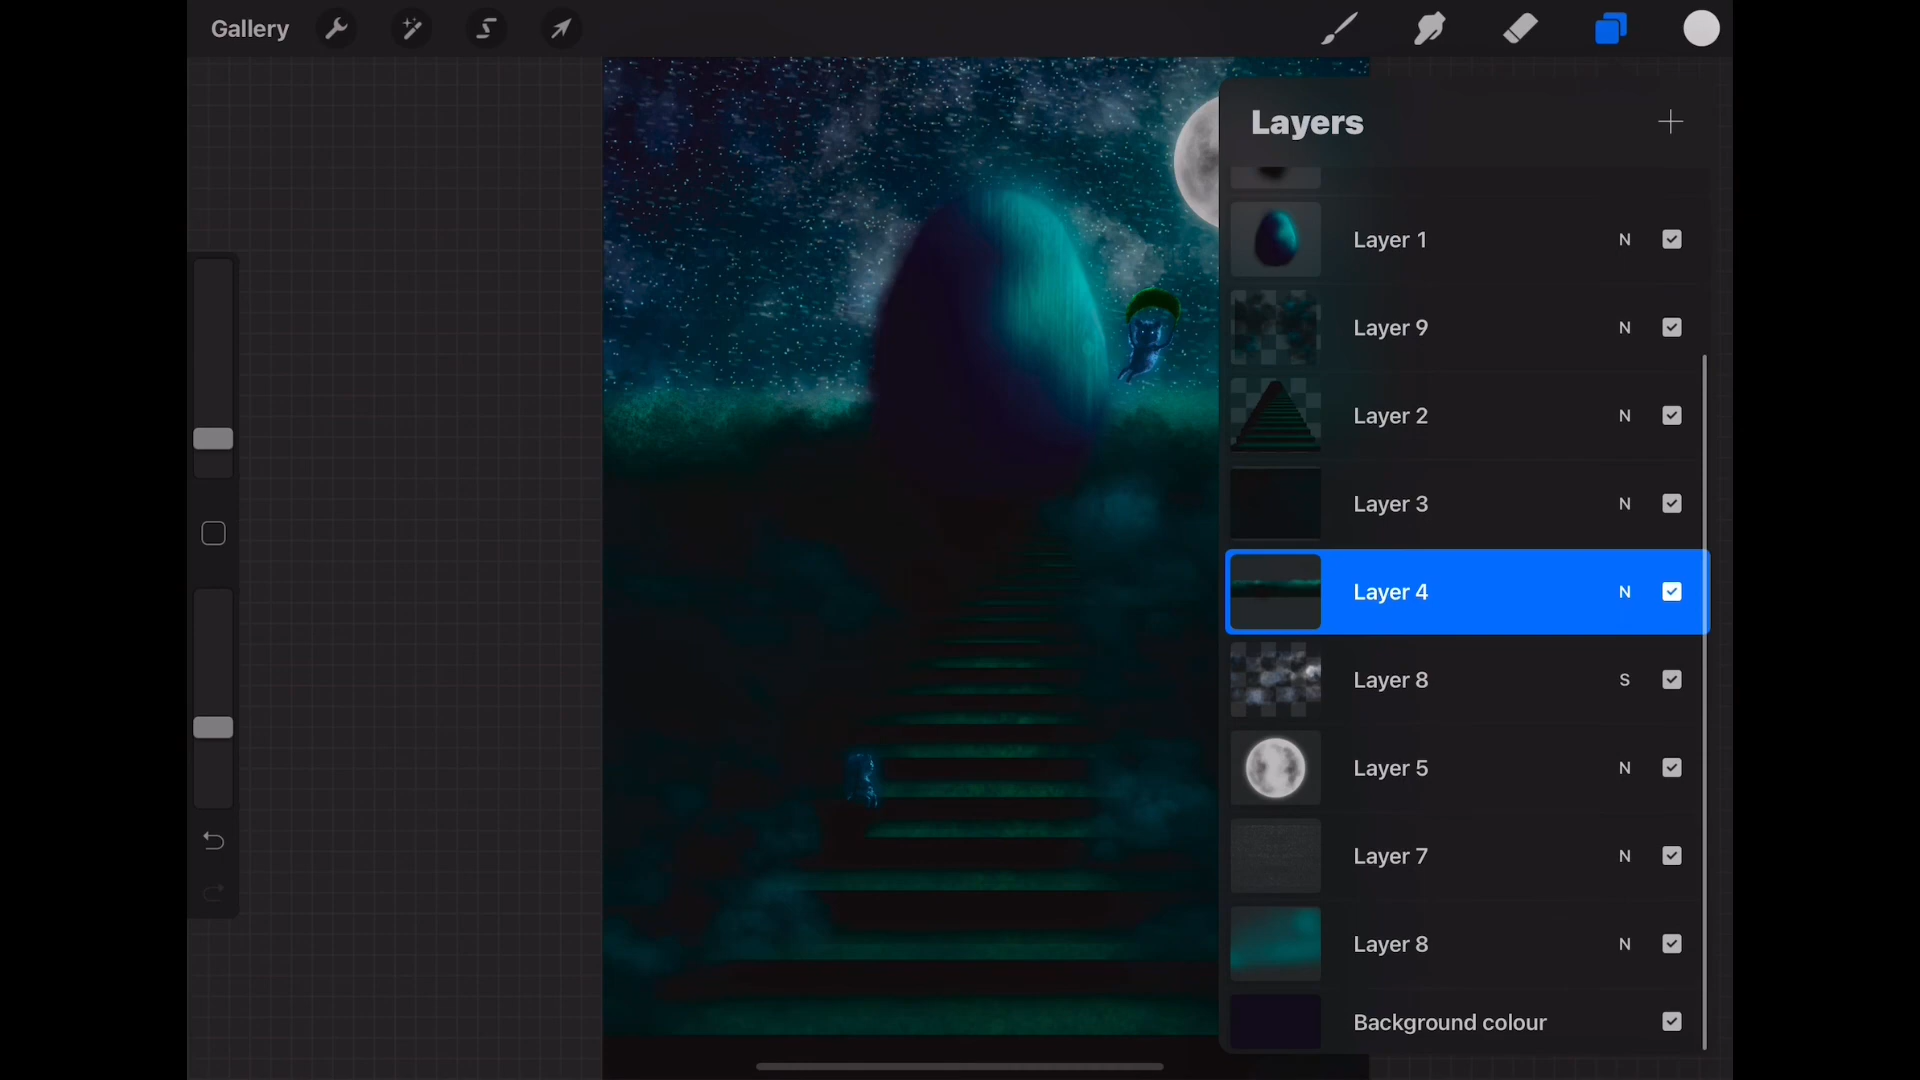 Gallery
Layers
Layer 1 N
Layer 9 N
Layer 2 N
Layer 3 N
Layer 4 N
Layer 8 S
Layer 5 N
Layer 7 N
Layer 8 N
Background colour